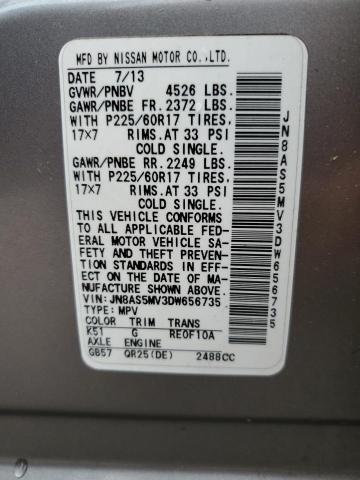 MFD BY NISSAN MOTOR CO.,LTD.
DATE 7/13
GVWR/PNBV 4526 LBS.
GAWR/PNBE FR. 2372 LBS.
WITH P225/60R17 TIRES,
17×7 RIMS.AT 33 PSI
COLD SINGLE.
GAWR/PNBE RR. 2249 LBS.
WITH P225/60R17 TIRES,
17×7 RIMS.AT 33 PSI
COLD SINGLE.
THIS VEHICLE CONFORMS
TO ALL APPLICABLE FED-
ERAL MOTOR VEHICLE SA-
FETY AND THEFT PREVEN-
TION STANDARDS IN EFF-
ECT ON THE DATE OF MA-
NUFACTURE SHOWN ABOVE.
VIN: JN8AS5MV3DW656735
TYPE: MPV
COLOR TRIM TRANS
K51 G RE0F10A
AXLE ENGINE
GB57 QR25(DE) 2488CC
JN8AS5MV3DW656735